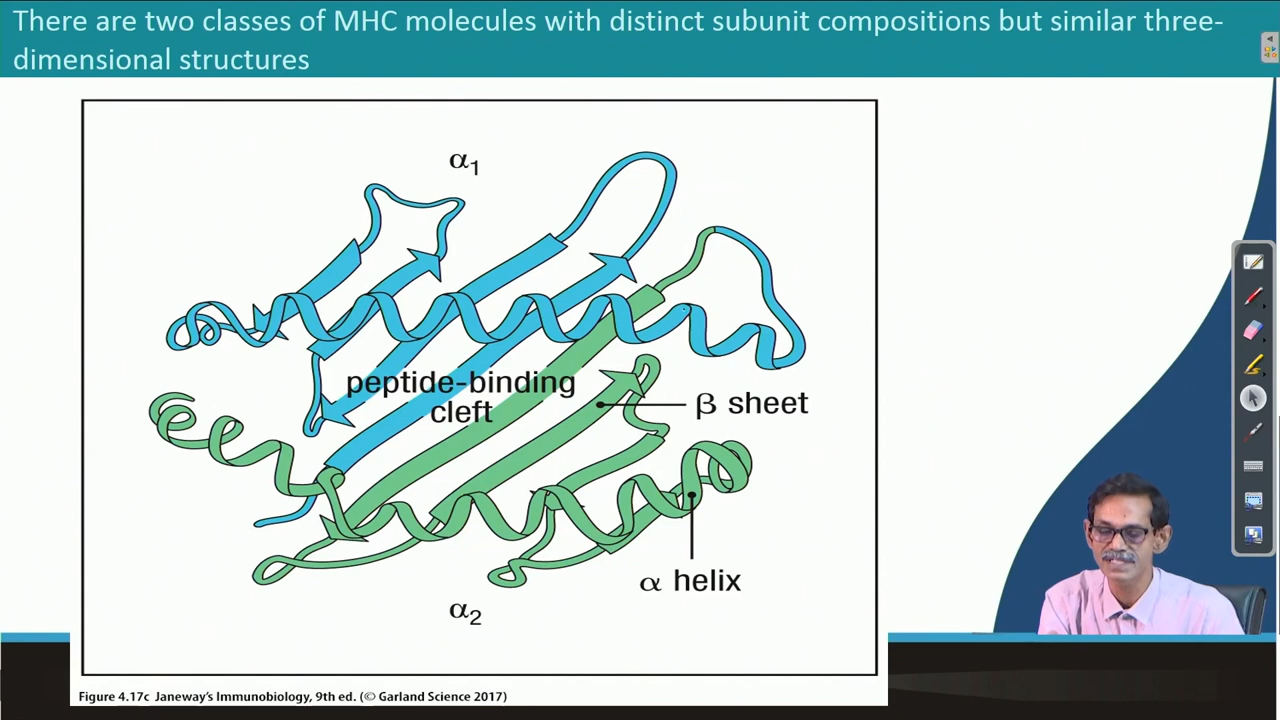 There are two classes of MHC molecules with distinct subunit compositions but similar three-
dimensional structures
α₁
peptide-binding
cleft
β sheet
α helix
α₂
Figure 4.17c Janeway's Immunobiology, 9th ed. (© Garland Science 2017)